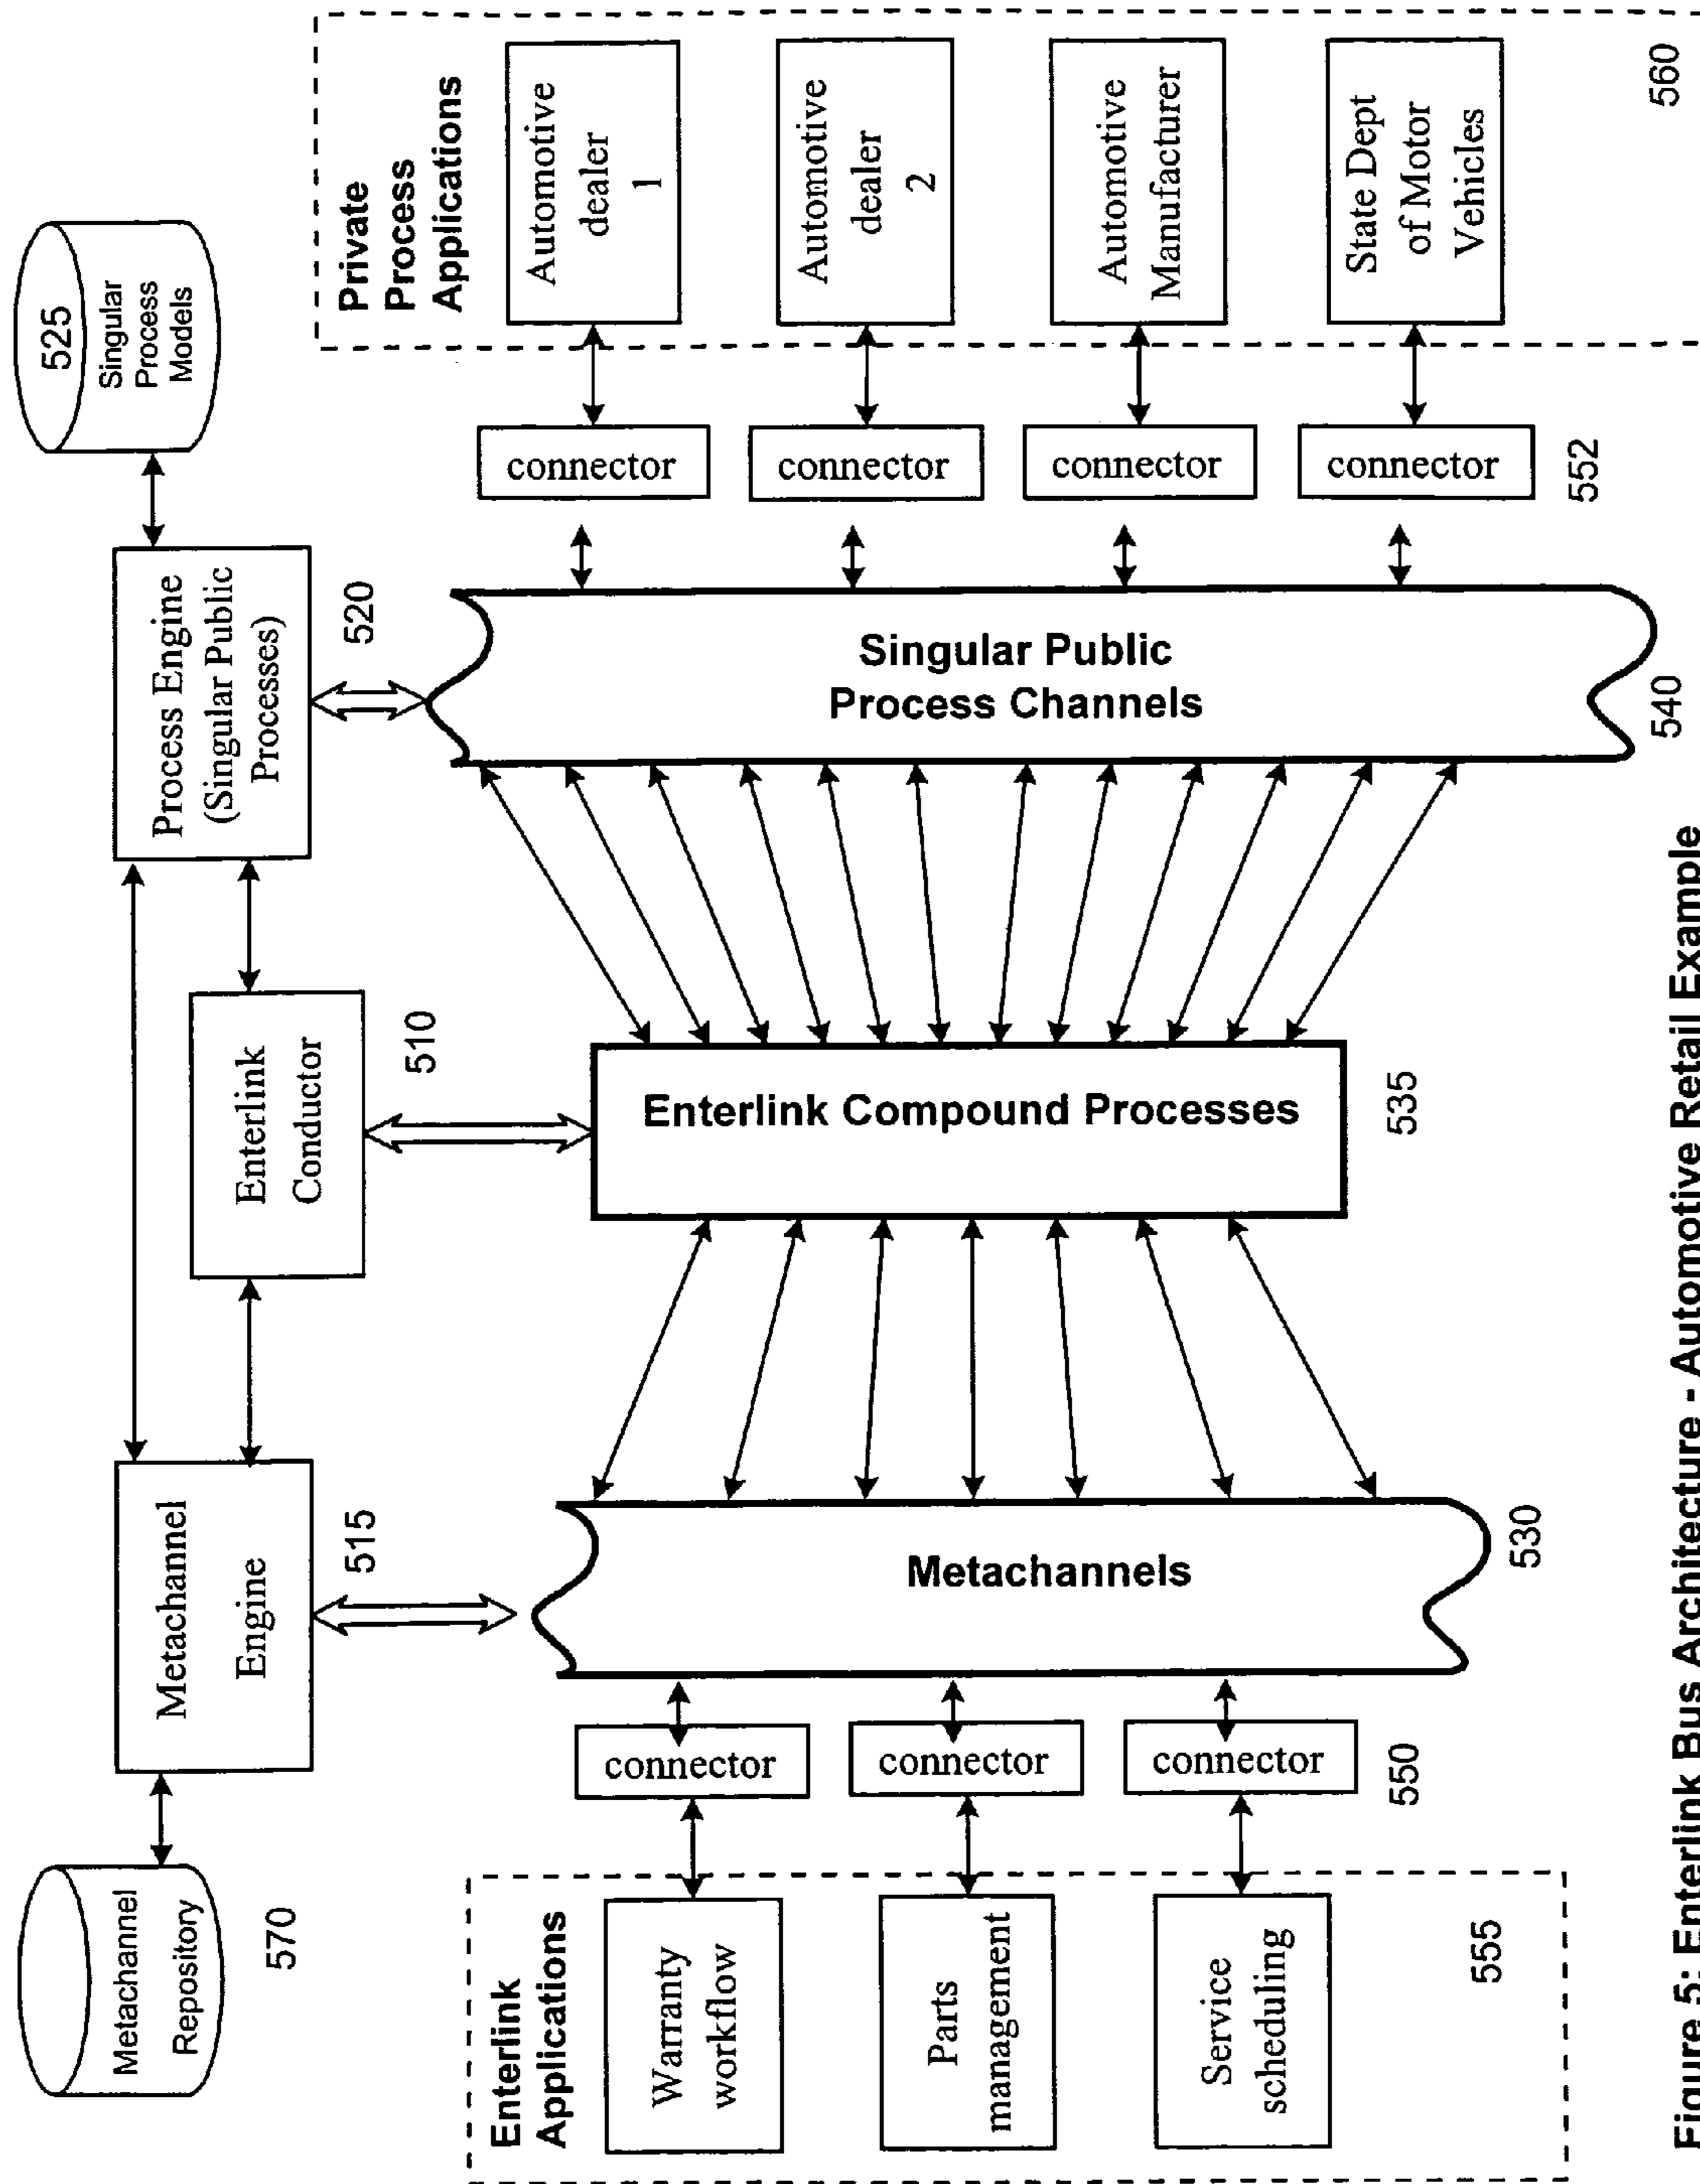 Metachannel
Repository
570
Metachannel
Engine
515
Enterlink
Conductor
510
Process Engine
(Singular Public
Processes)
520
525
Singular
Process
Models
Enterlink
Applications
Warranty
workflow
Parts
management
Service
scheduling
555
connector
connector
connector
550
Metachannels
530
Enterlink Compound Processes
535
Singular Public
Process Channels
540
connector
connector
connector
connector
552
Private
Process
Applications
Automotive
dealer
1
Automotive
dealer
2
Automotive
Manufacturer
State Dept
of Motor
Vehicles
560
Figure 5: Enterlink Bus Architecture - Automotive Retail Example